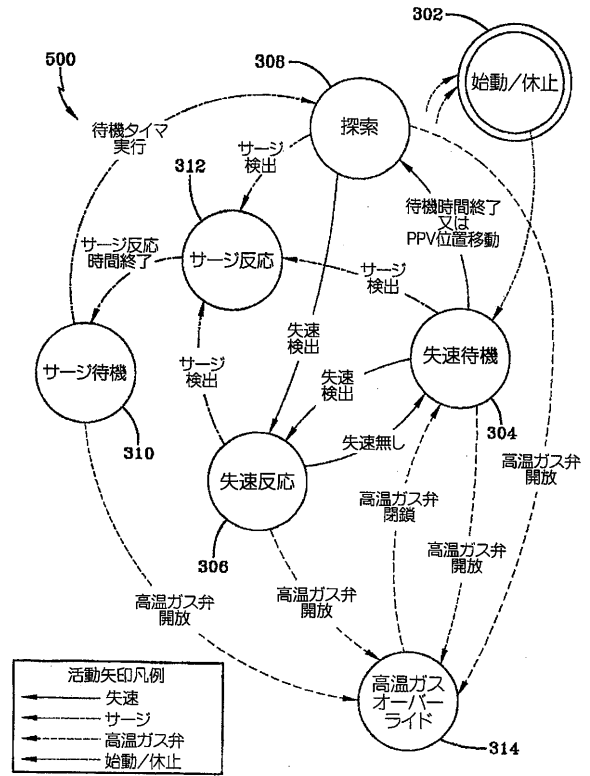 302
始動/休止
500
308
探索
待機タイマ
実行
サージ
検出
312
サージ反応
待機時間終了
又は
PPV位置移動
サージ反応
時間終了
サージ
検出
失速
検出
失速待機
304
サージ待機
310
サージ
検出
失速
検出
失速無し
失速反応
306
高温ガス弁
開放
高温ガス弁
閉鎖
高温ガス弁
開放
高温ガス弁
開放
高温ガス弁
開放
高温ガス
オーバー
ライド
314
活動矢印凡例
失速
サージ
高温ガス弁
始動/休止